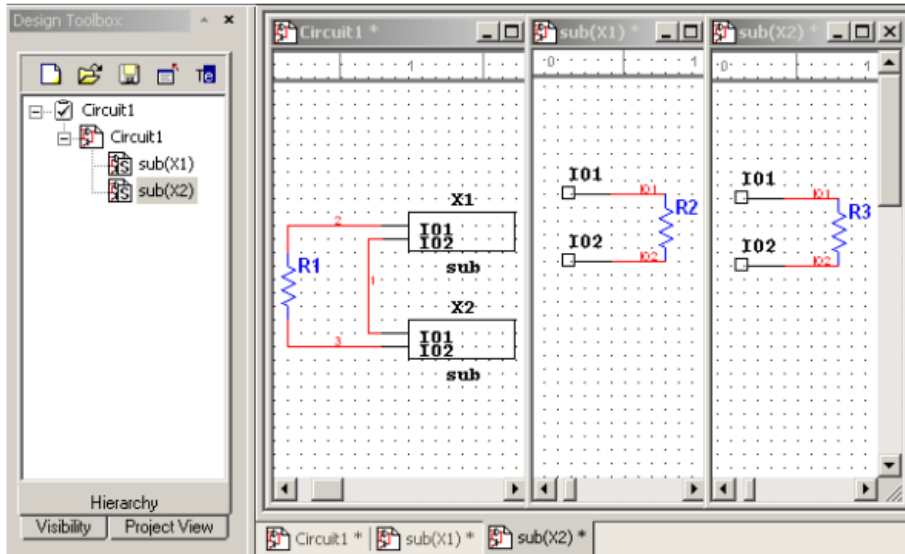 Design Toolbox
Circuit1
Circuit1
sub(X1)
sub(X2)
Hierarchy
Visibility
Project View
Circuit1 *
1
X1
2
IO1
IO2
sub
R1
1
X2
IO1
IO2
3
sub
sub(X1) *
0
1
IO1
IO1
R2
IO2
IO2
sub(X2) *
0
1
IO1
IO1
R3
IO2
IO2
Circuit1 *
sub(X1) *
sub(X2) *